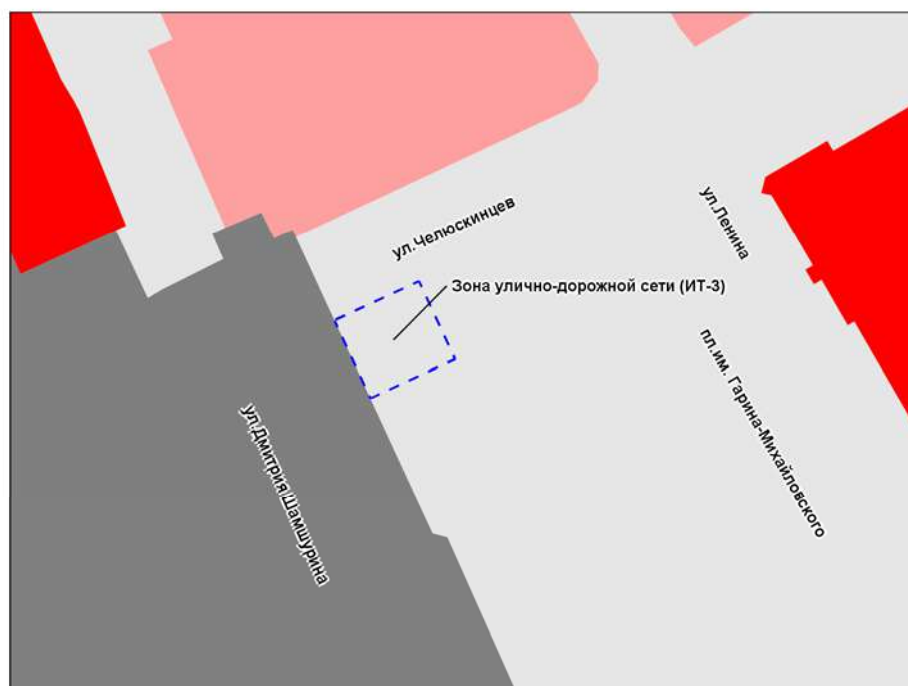 ул.Челюскинцев
ул.Ленина
Зона улично-дорожной сети (ИТ-3)
пл.им. Гарина-Михайловского
ул.Дмитрия Шамшурина